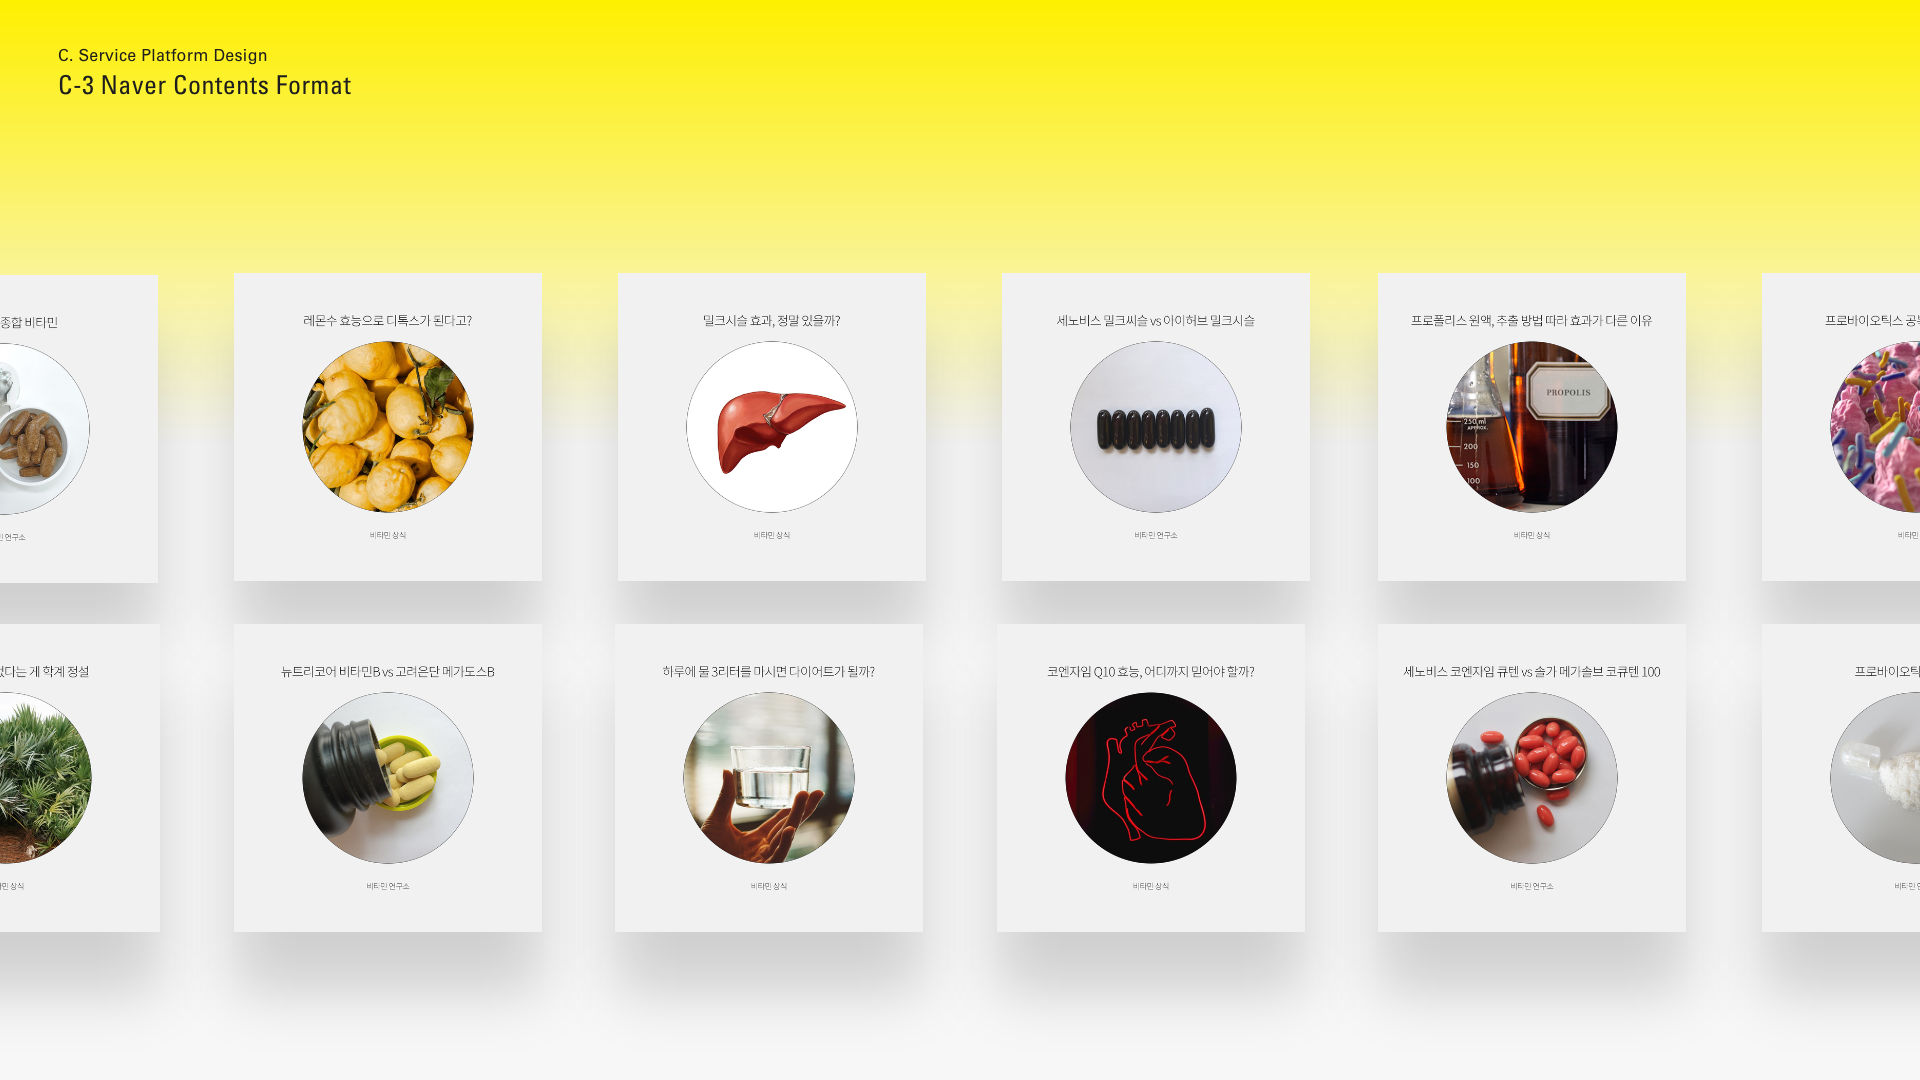 C. Service Platform Design
C-3 Naver Contents Format
종합 비타민
연구소
레몬수 효능으로 디톡스가 된다고?
비타민 상식
밀크시슬 효과, 정말 있을까?
비타민 상식
세노비스 밀크씨슬 vs 아이허브 밀크시슬
비타민 연구소
프로폴리스 원액, 추출 방법 따라 효과가 다른 이유
PROPOLIS
250 ml
APPROX.
200
150
100
비타민 상식
프로바이오틱스
비타민
없다는 게 학계 정설
상식
뉴트리코어 비타민B vs 고려은단 메가도스B
비타민 연구소
하루에 물 3리터를 마시면 다이어트가 될까?
비타민 상식
코엔자임 Q10 효능, 어디까지 믿어야 할까?
비타민 상식
세노비스 코엔자임 큐텐 vs 솔가 메가솔브 코큐텐 100
비타민 연구소
프로바이오틱
비타민